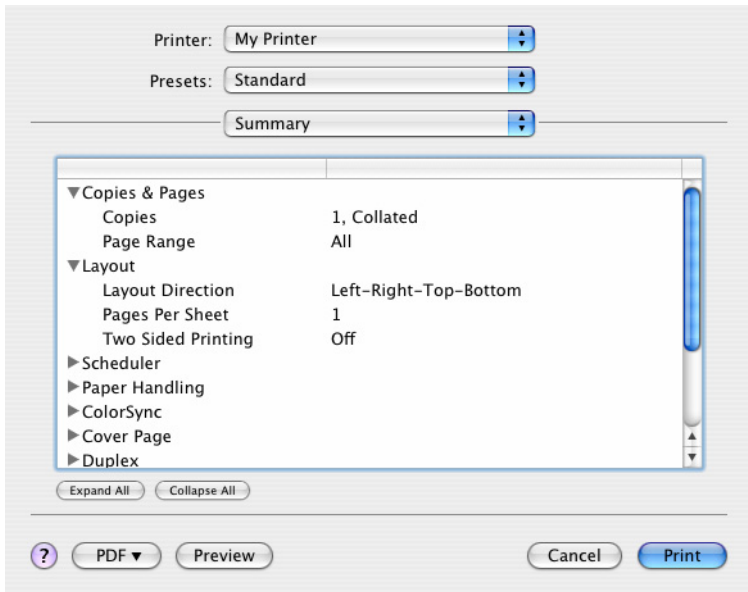 Printer: My Printer
Presets: Standard
Summary
Copies & Pages
Copies 1, Collated
Page Range All
Layout
Layout Direction Left-Right-Top-Bottom
Pages Per Sheet 1
Two Sided Printing Off
Scheduler
Paper Handling
ColorSync
Cover Page
Duplex
Expand All Collapse All
? PDF Preview Cancel Print